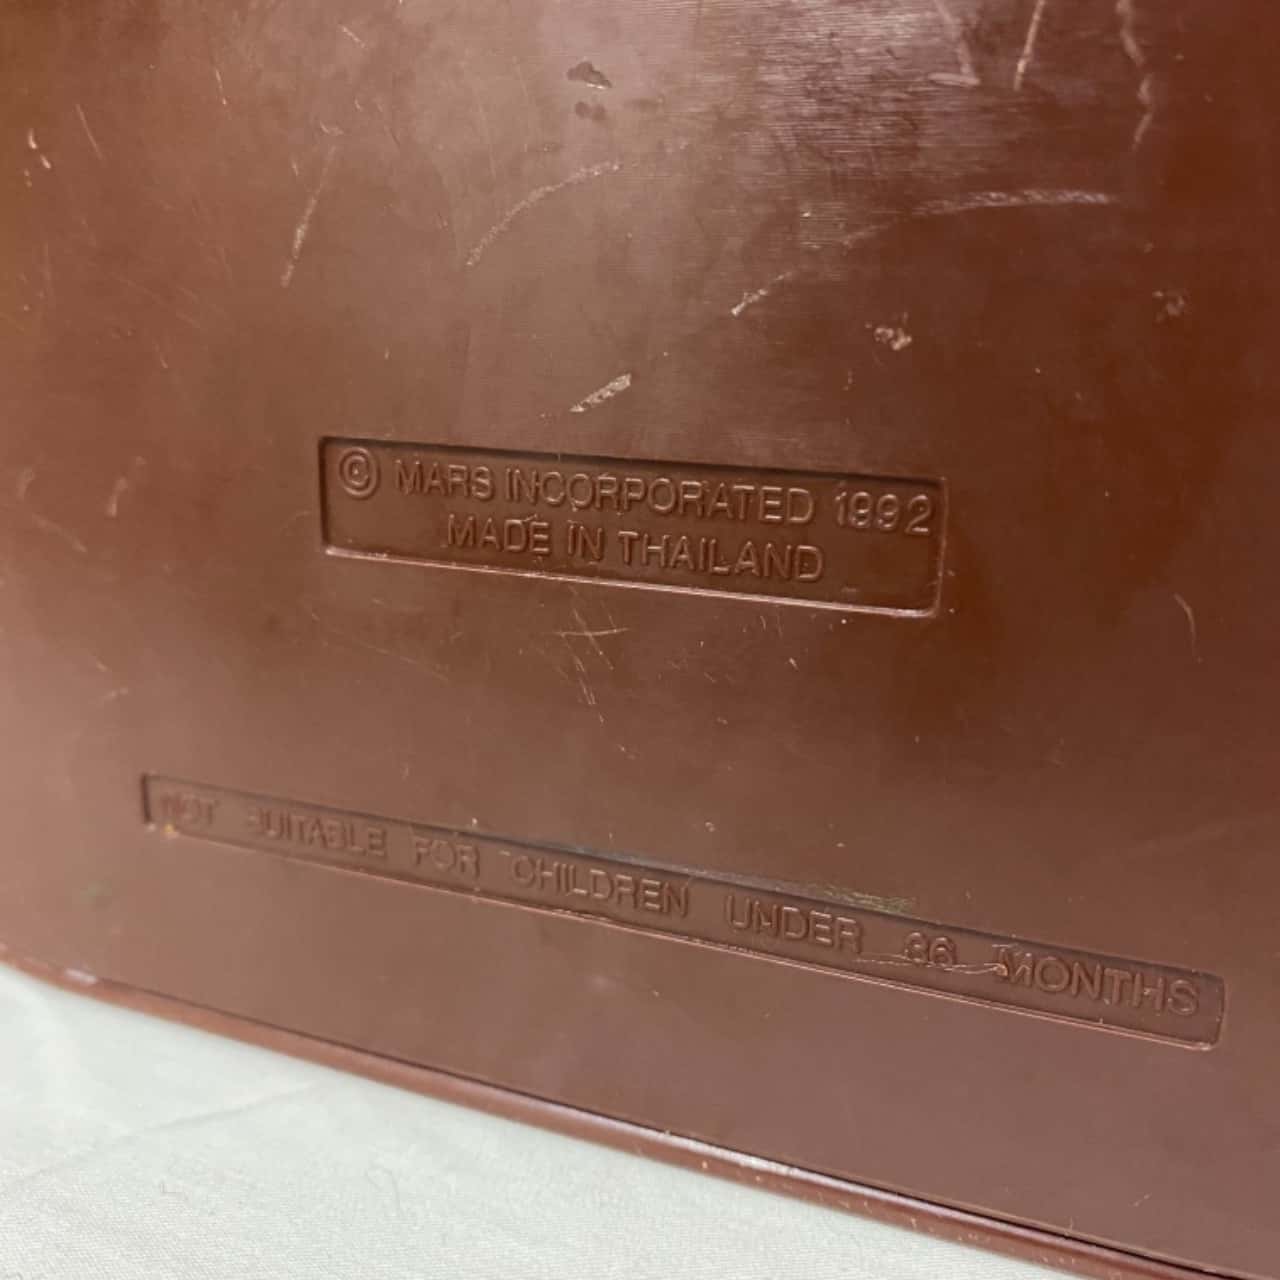 © MARS INCORPORATED 1992
MADE IN THAILAND
NOT SUITABLE FOR CHILDREN UNDER 36 MONTHS